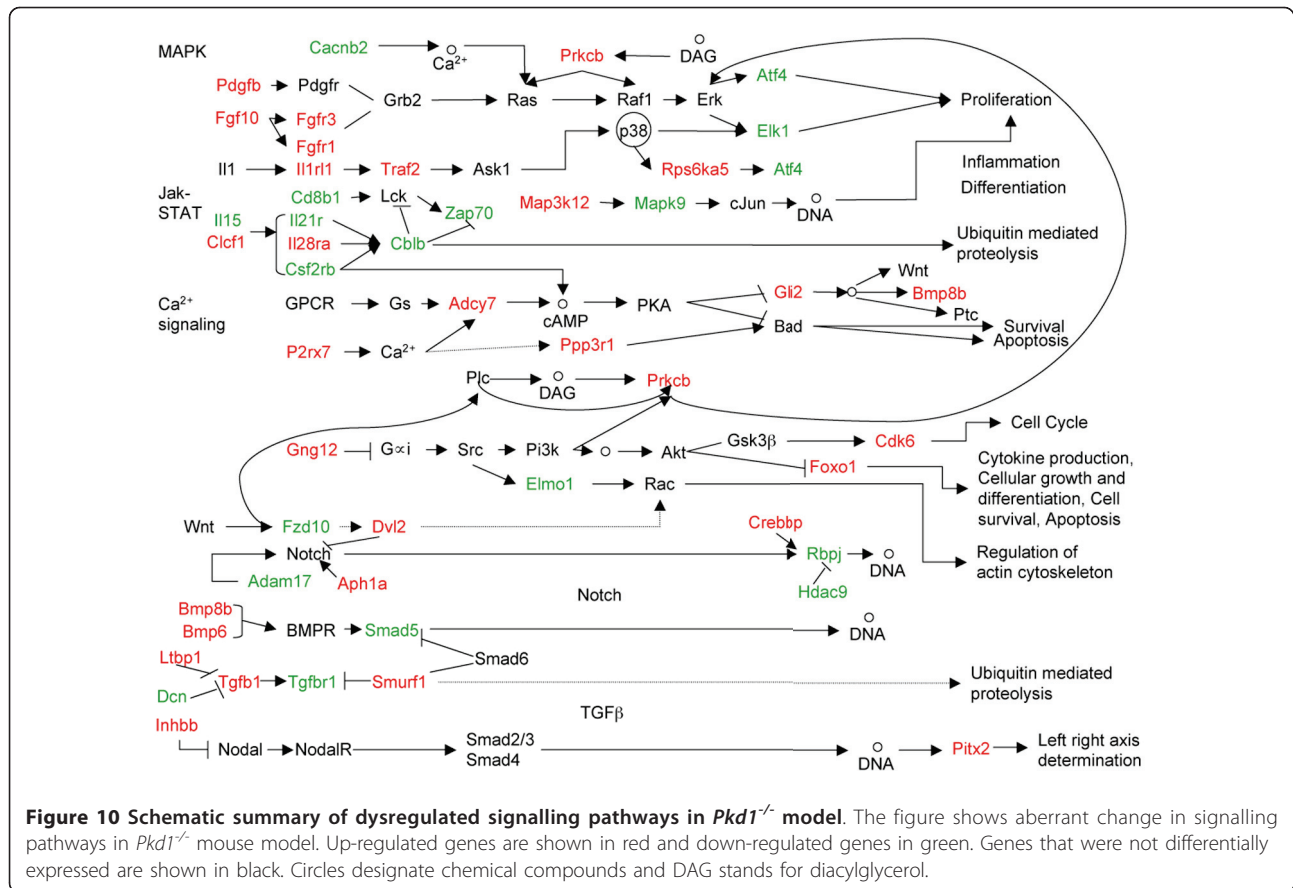 MAPK
Cacnb2
Ca2+
Prkcb
DAG
Atf4
Pdgfb
Pdgfr
Grb2
Ras
Raf1
Erk
Proliferation
Fgf10
Fgfr3
Fgfr1
p38
Elk1
Il1
Il1rl1
Traf2
Ask1
Rps6ka5
Atf4
Inflammation
Differentiation
Jak-
STAT
Cd8b1
Lck
Zap70
Map3k12
Mapk9
cJun
DNA
Il15
Clcf1
Il21r
Il28ra
Csf2rb
Cblb
Ubiquitin mediated
proteolysis
Ca2+
signaling
GPCR
Gs
Adcy7
cAMP
PKA
Gli2
Wnt
Bmp8b
Ptc
Bad
Survival
Apoptosis
P2rx7
Ca2+
Ppp3r1
Plc
DAG
Prkcb
Gng12
G∝i
Src
Pi3k
Akt
Gsk3β
Cdk6
Cell Cycle
Foxo1
Elmo1
Rac
Cytokine production,
Cellular growth and
differentiation, Cell
survival, Apoptosis
Wnt
Fzd10
Dvl2
Crebbp
Notch
Rbpj
DNA
Regulation of
actin cytoskeleton
Adam17
Aph1a
Hdac9
Notch
Bmp8b
Bmp6
BMPR
Smad5
DNA
Smad6
Ltbp1
Dcn
Tgfb1
Tgfbr1
Smurf1
Ubiquitin mediated
proteolysis
TGFβ
Inhbb
Nodal
NodalR
Smad2/3
Smad4
DNA
Pitx2
Left right axis
determination
Figure 10 Schematic summary of dysregulated signalling pathways in Pkd1-/- model. The figure shows aberrant change in signalling
pathways in Pkd1-/- mouse model. Up-regulated genes are shown in red and down-regulated genes in green. Genes that were not differentially
expressed are shown in black. Circles designate chemical compounds and DAG stands for diacylglycerol.